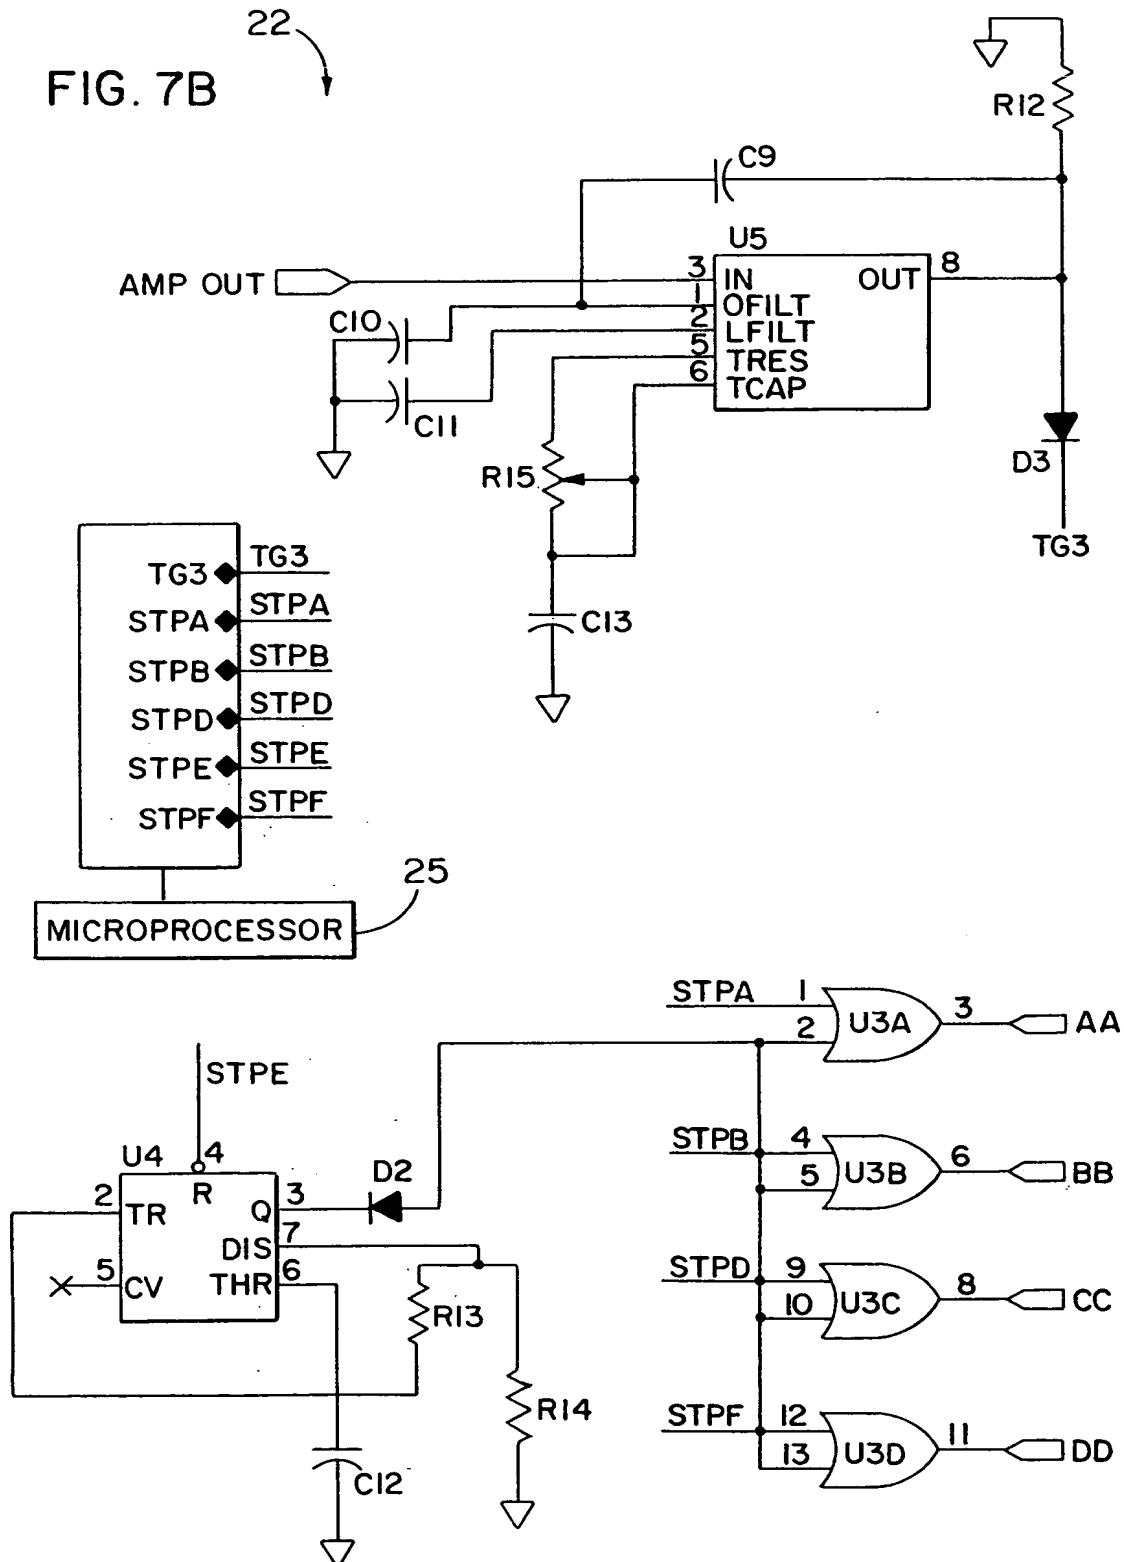 22
FIG. 7B
R12
C9
U5
AMP OUT
3 IN
OUT 8
1 OFILT
C10
2 LFILT
5 TRES
6 TCAP
C11
R15
D3
TG3
C13
TG3 TG3
STPA STPA
STPB STPB
STPD STPD
STPE STPE
STPF STPF
25
MICROPROCESSOR
STPA 1
2 U3A 3 AA
STPE
U4 4
D2
STPB 4
5 U3B 6 BB
R
2 TR
Q 3
DIS 7
5 CV
THR 6
STPD 9
10 U3C 8 CC
R13
R14
STPF 12
13 U3D 11 DD
C12